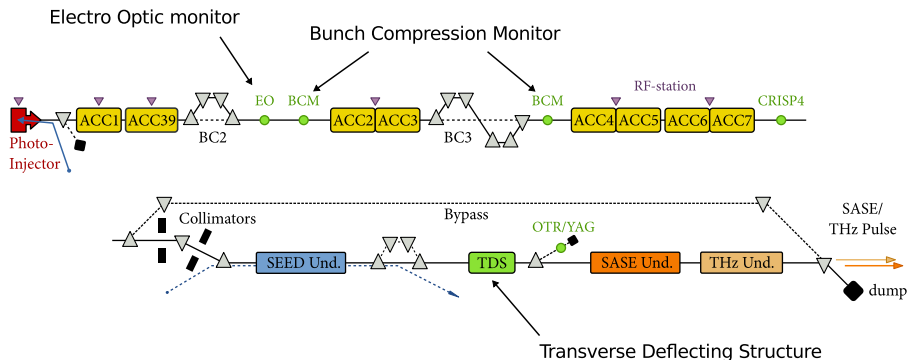 Electro Optic monitor
Bunch Compression Monitor
EO
BCM
BCM
RF-station
CRISP4
ACC1
ACC39
BC2
ACC2
ACC3
BC3
ACC4
ACC5
ACC6
ACC7
Photo-
Injector
Collimators
Bypass
SASE/
THz Pulse
OTR/YAG
SEED Und.
TDS
SASE Und.
THz Und.
dump
Transverse Deflecting Structure